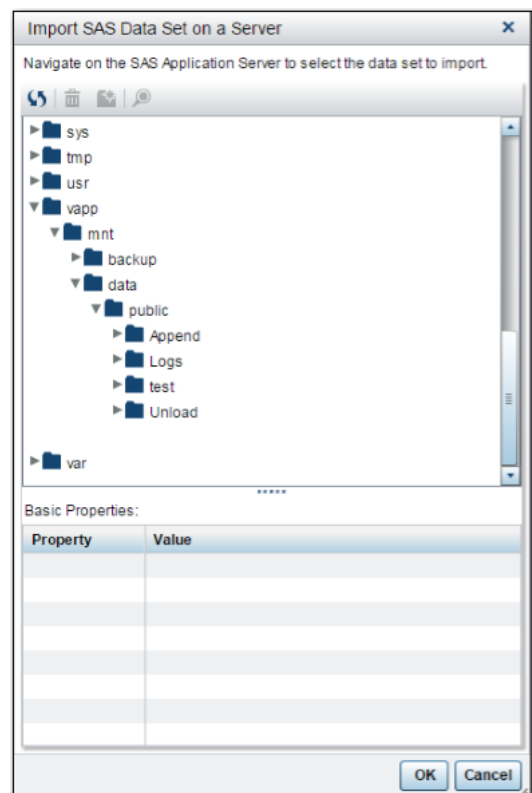 Import SAS Data Set on a Server
Navigate on the SAS Application Server to select the data set to import.
sys
tmp
usr
vapp
mnt
backup
data
public
Append
Logs
test
Unload
var
Basic Properties:
Property Value
OK Cancel